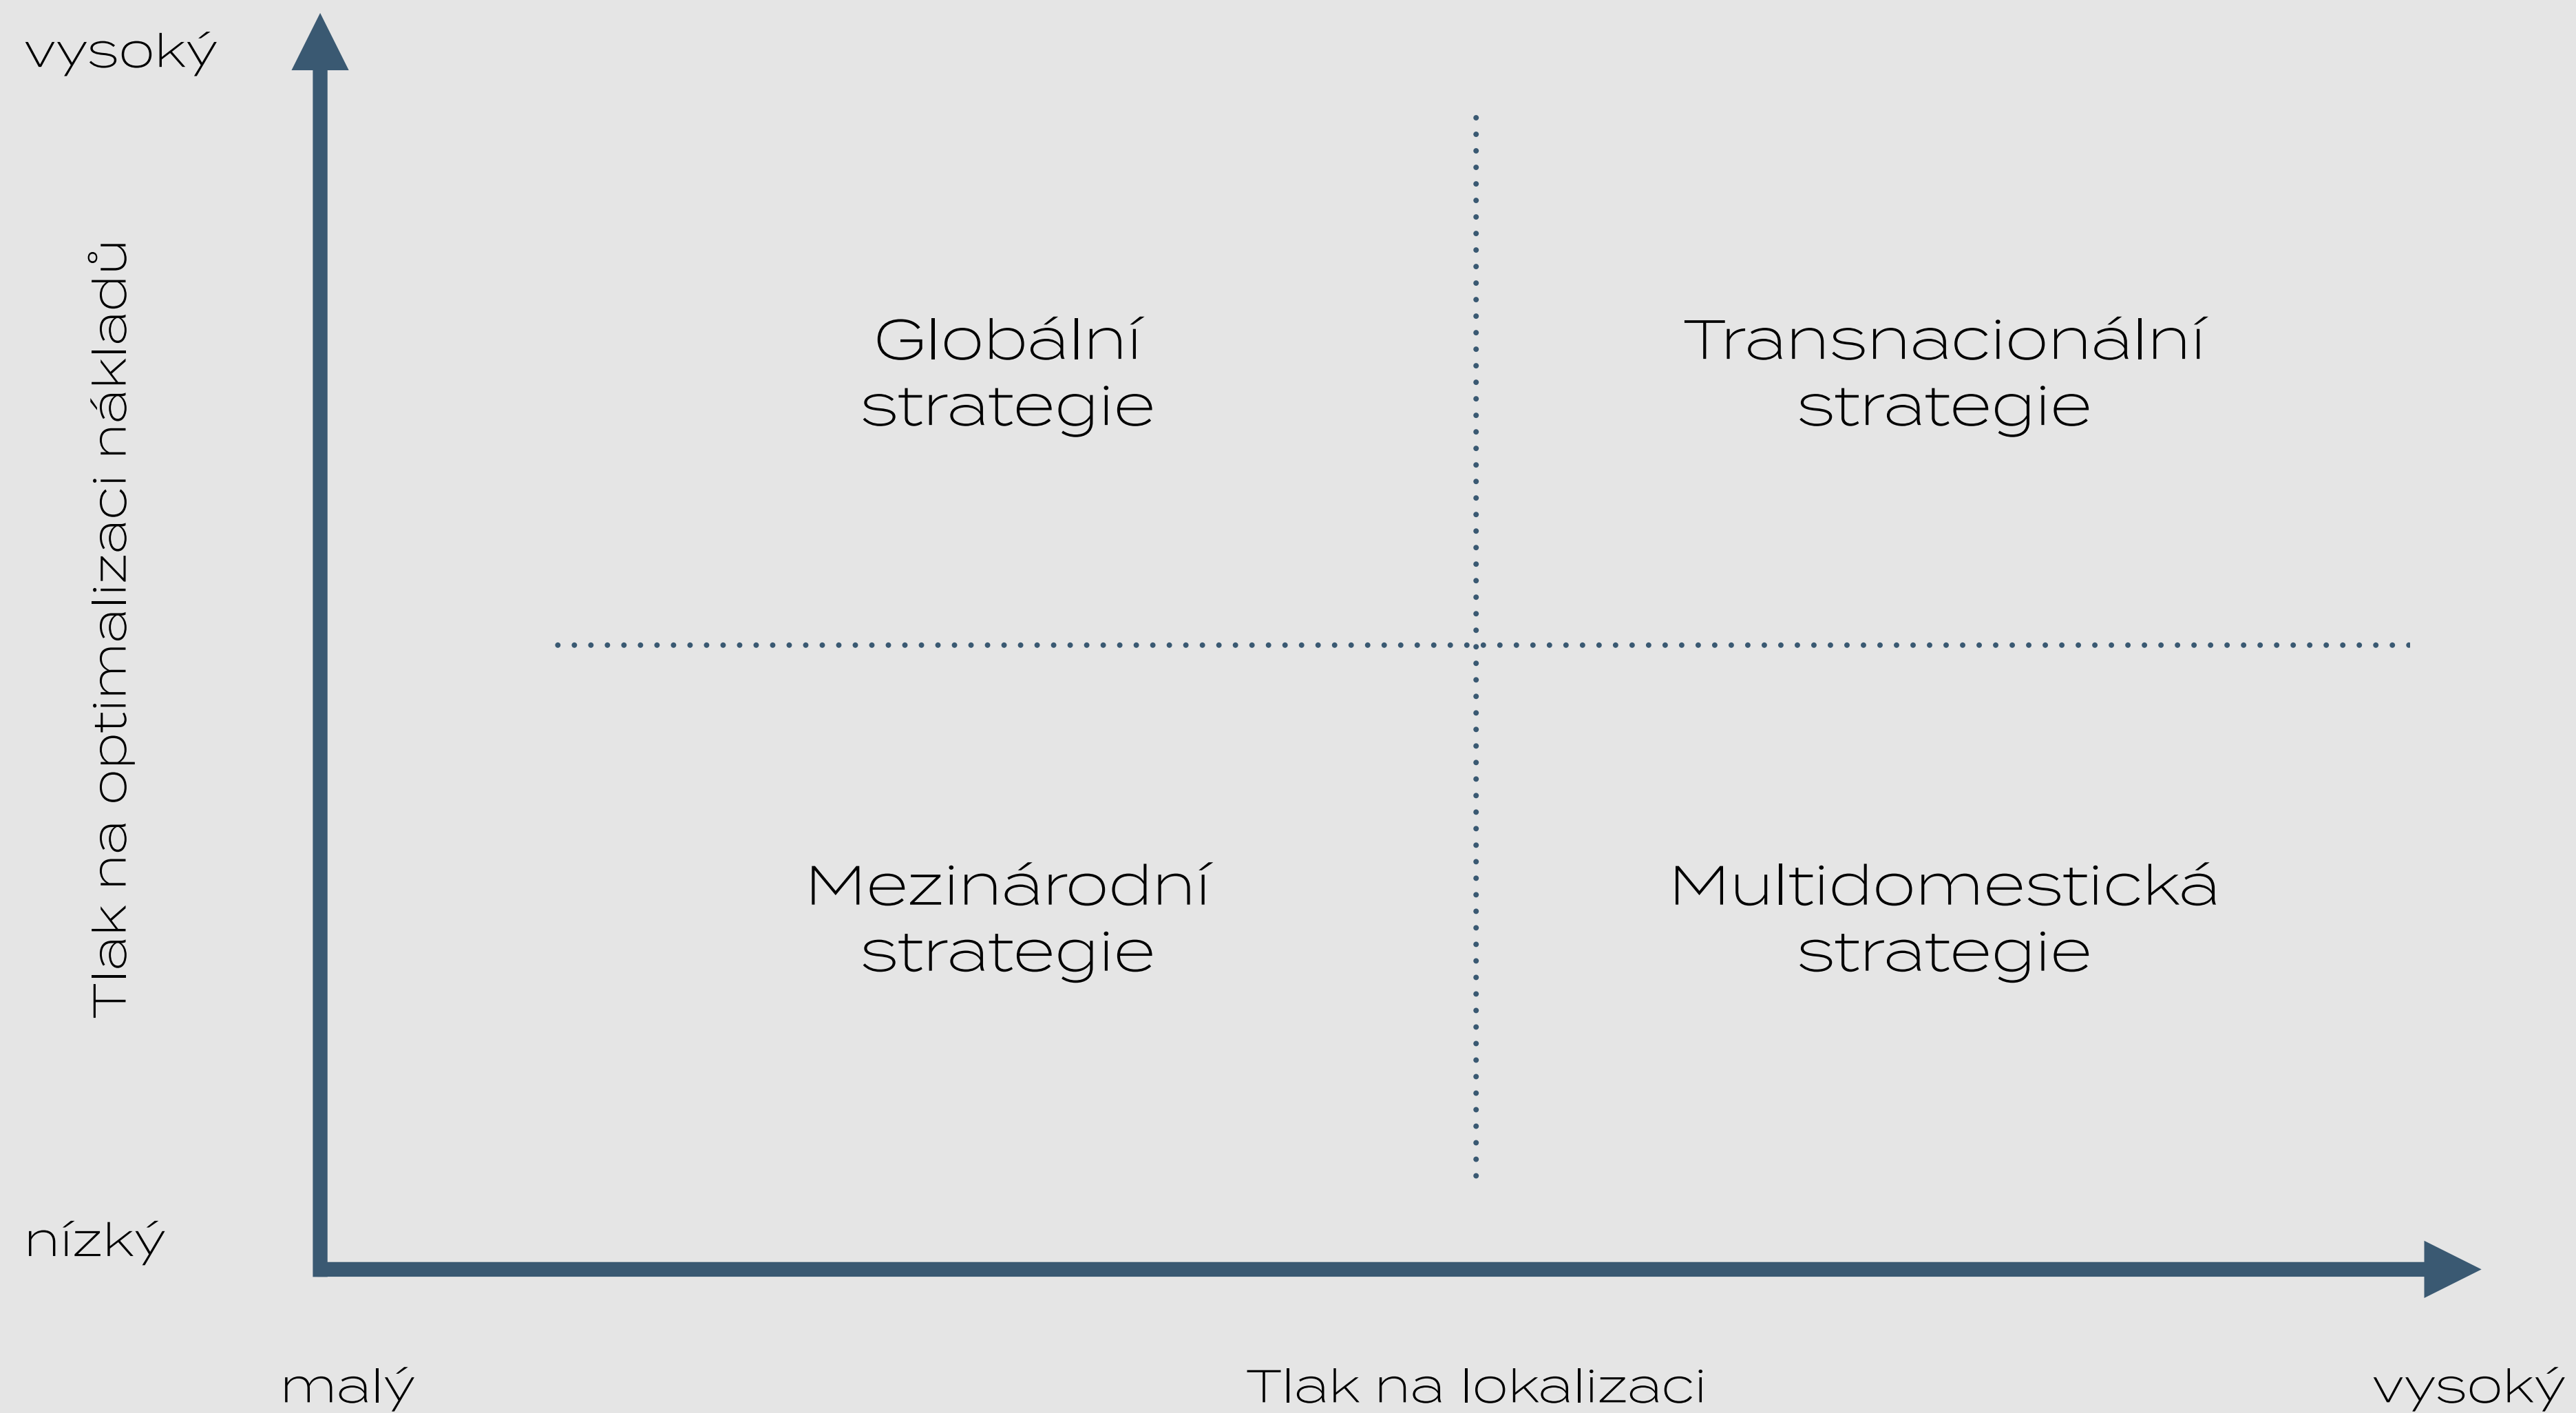 vysoký
Tlak na optimalizaci nákladů
Globální
strategie
Transnacionální
strategie
Mezinárodní
strategie
Multidomestická
strategie
nízký
malý
Tlak na lokalizaci
vysoký